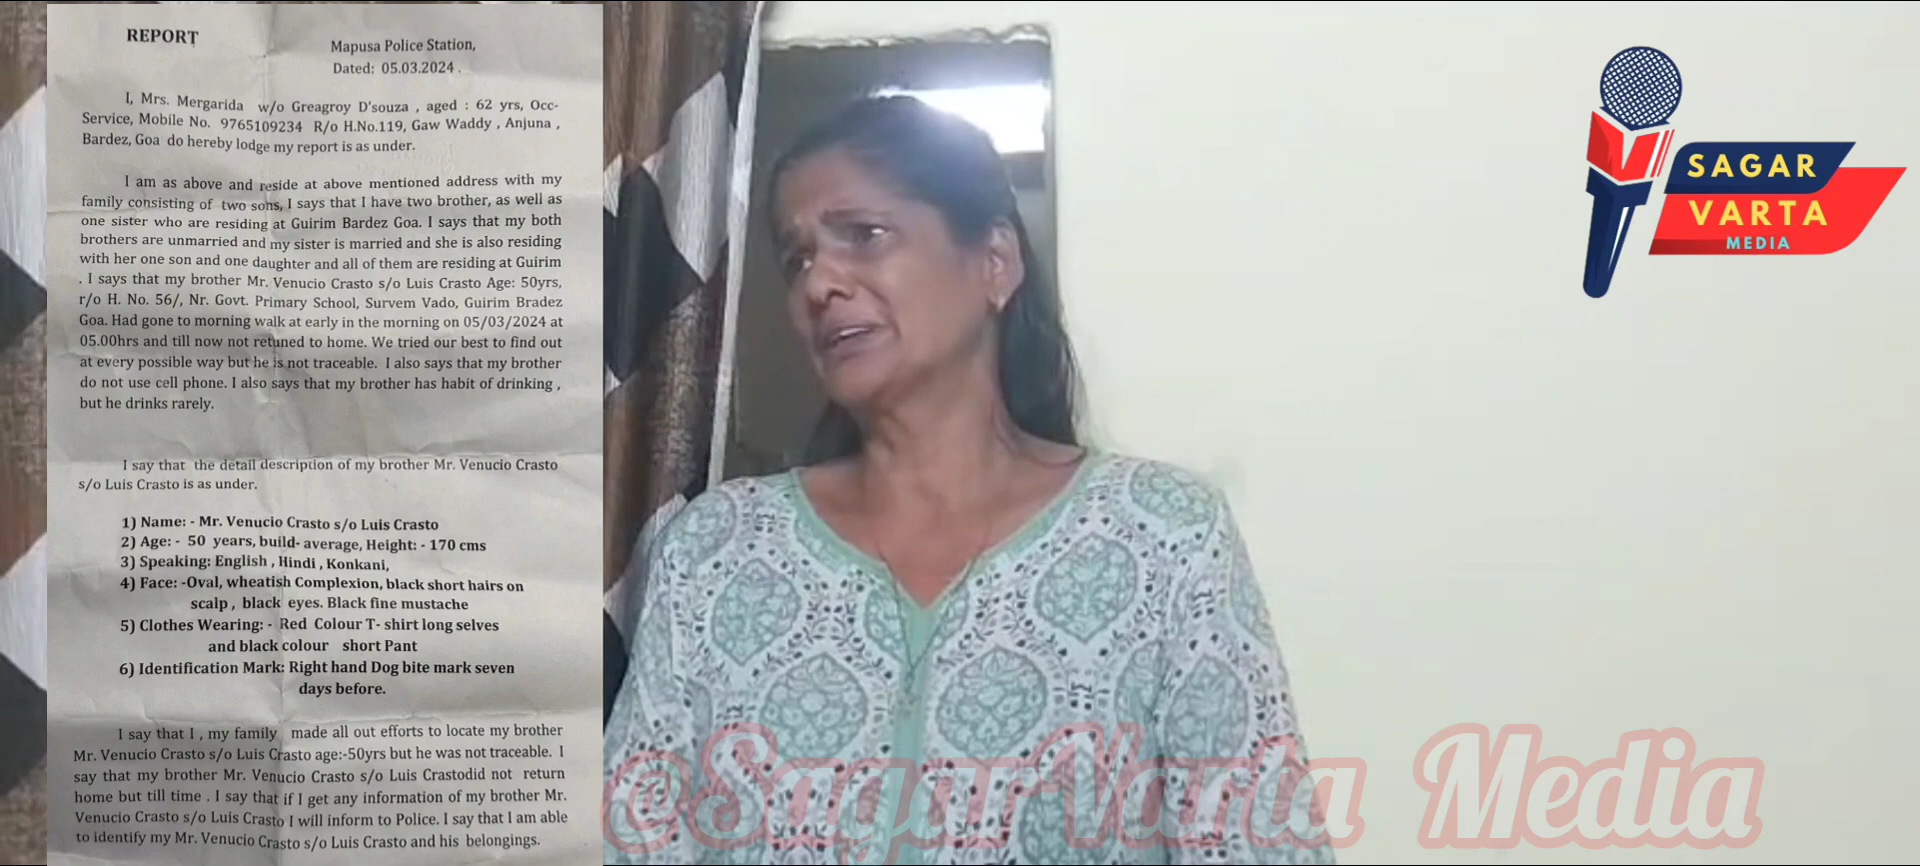 REPORT
Mapusa Police Station,
Dated: 05.03.2024 .
I, Mrs. Mergarida w/o Greagroy D'souza , aged : 62 yrs, Occ-
Service, Mobile No. 9765109234 R/o H.No.119, Gaw Waddy , Anjuna ,
Bardez, Goa do hereby lodge my report is as under.
I am as above and reside at above mentioned address with my
family consisting of two sons, I says that I have two brother, as well as
one sister who are residing at Guirim Bardez Goa. I says that my both
brothers are unmarried and my sister is married and she is also residing
with her one son and one daughter and all of them are residing at Guirim
. I says that my brother Mr. Venucio Crasto s/o Luis Crasto Age: 50yrs,
r/o H. No. 56/, Nr. Govt. Primary School, Survem Vado, Guirim Bradez
Goa. Had gone to morning walk at early in the morning on 05/03/2024 at
05.00hrs and till now not retuned to home. We tried our best to find out
at every possible way but he is not traceable. I also says that my brother
do not use cell phone. I also says that my brother has habit of drinking ,
but he drinks rarely.
I say that the detail description of my brother Mr. Venucio Crasto
s/o Luis Crasto is as under.
1) Name: - Mr. Venucio Crasto s/o Luis Crasto
2) Age: - 50 years, build- average, Height: - 170 cms
3) Speaking: English , Hindi , Konkani,
4) Face: -Oval, wheatish Complexion, black short hairs on
scalp , black eyes. Black fine mustache
5) Clothes Wearing: - Red Colour T- shirt long selves
and black colour short Pant
6) Identification Mark: Right hand Dog bite mark seven
days before.
I say that I , my family made all out efforts to locate my brother
Mr. Venucio Crasto s/o Luis Crasto age:-50yrs but he was not traceable. I
say that my brother Mr. Venucio Crasto s/o Luis Crastodid not return
home but till time . I say that if I get any information of my brother Mr.
Venucio Crasto s/o Luis Crasto I will inform to Police. I say that I am able
to identify my Mr. Venucio Crasto s/o Luis Crasto and his belongings.
SAGAR
VARTA
MEDIA
@SagarVarta Media